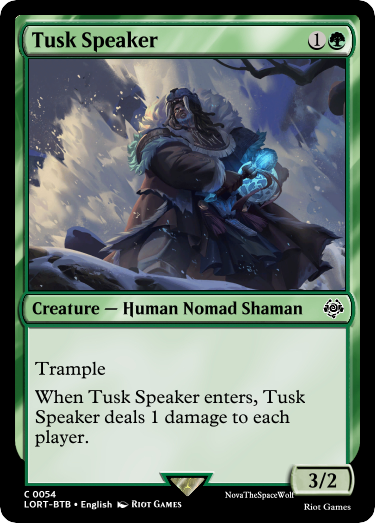 Tusk Speaker 1
Creature — Human Nomad Shaman
Trample
When Tusk Speaker enters, Tusk
Speaker deals 1 damage to each
player.
3/2
C 0054
LORT-BTB • English Riot Games
NovaTheSpaceWolf
Riot Games